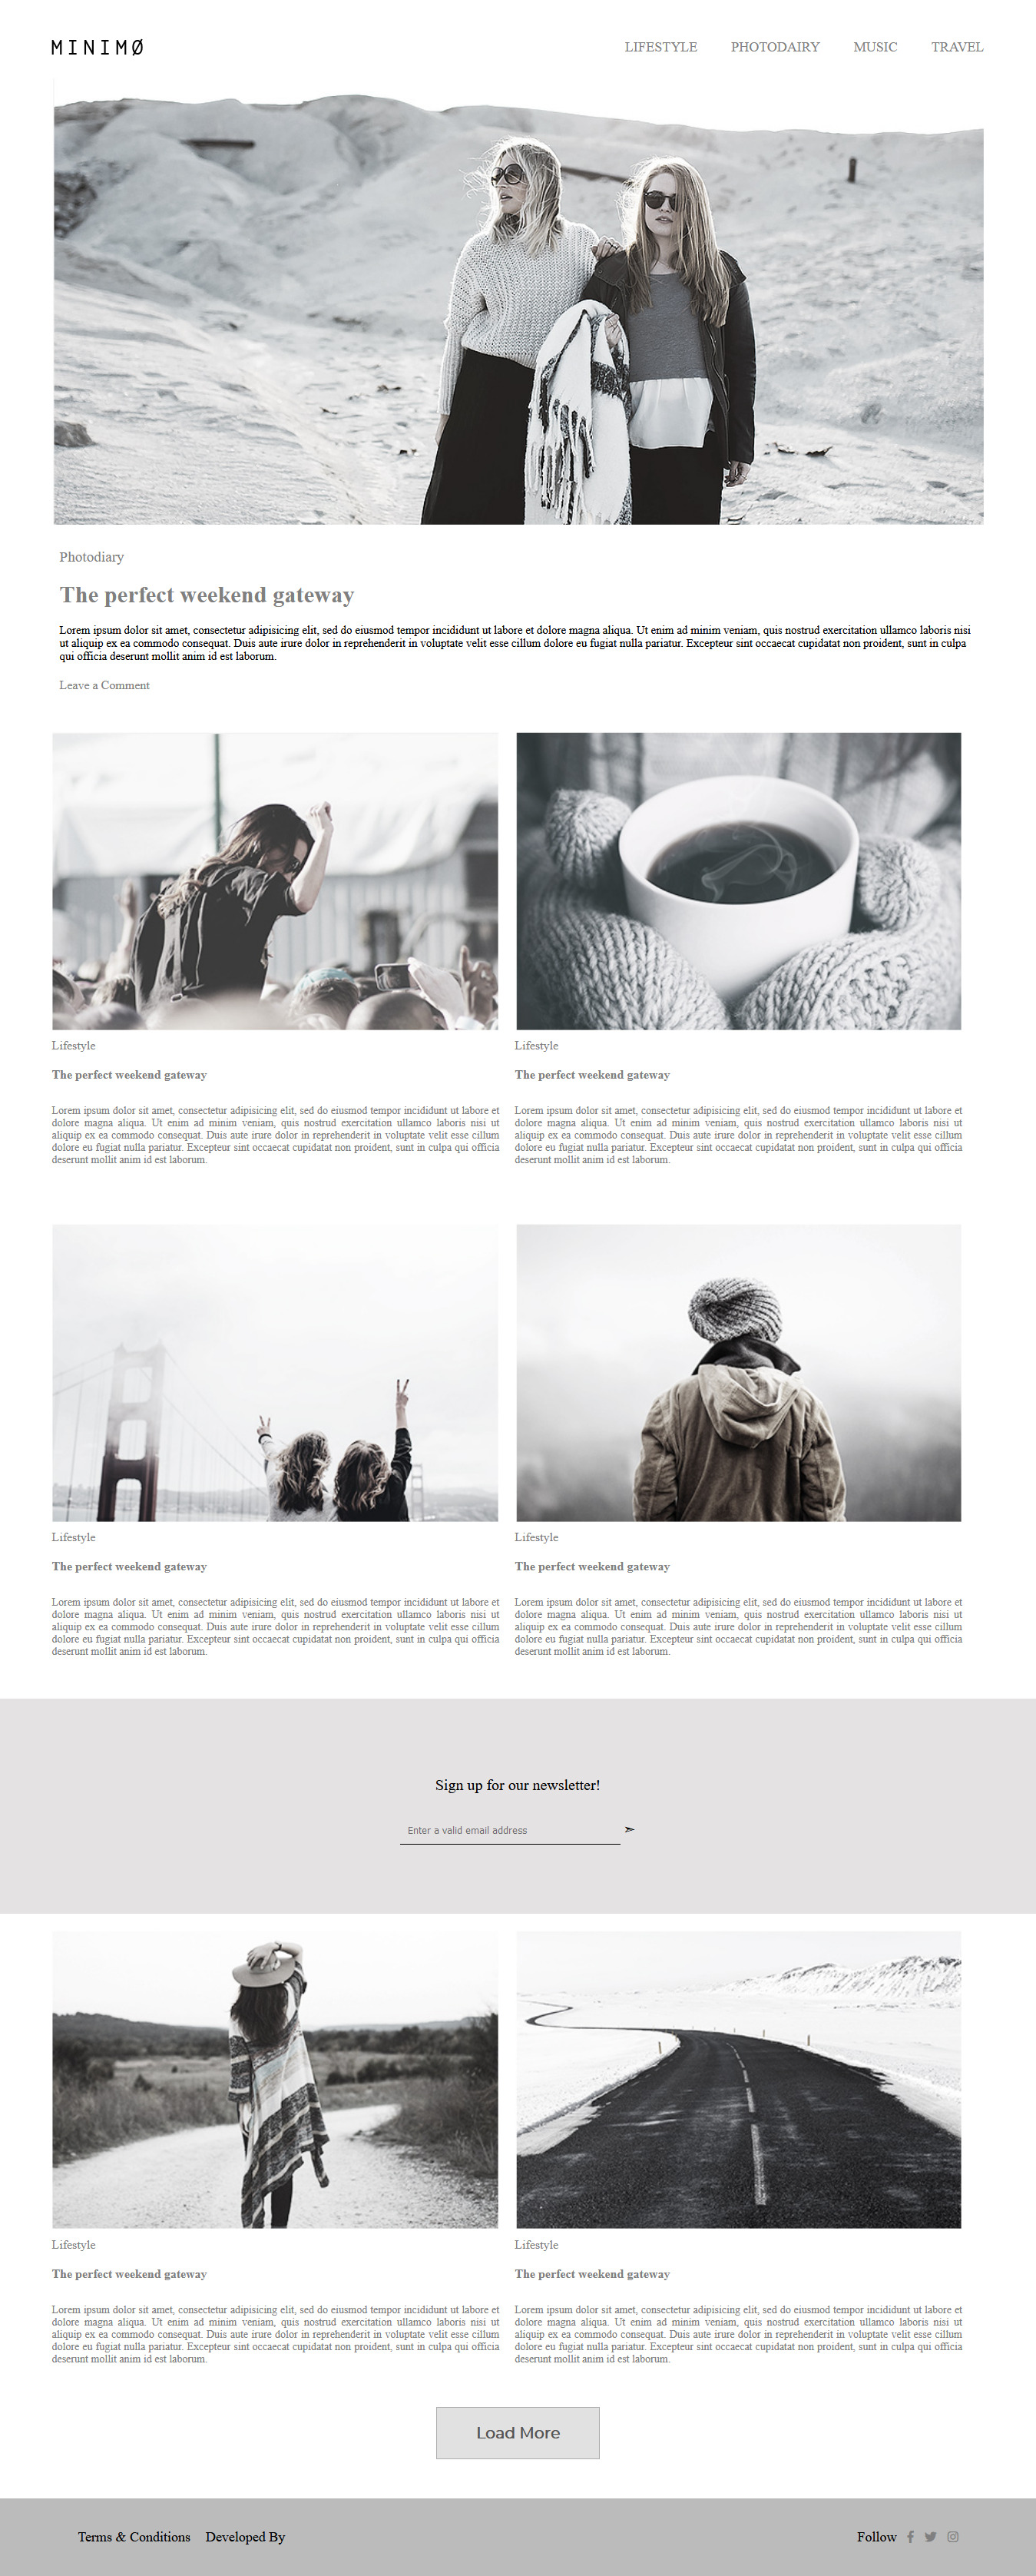 MINIMØ
LIFESTYLE PHOTODAIRY MUSIC TRAVEL
Photodiary
The perfect weekend gateway
Lorem ipsum dolor sit amet, consectetur adipisicing elit, sed do eiusmod tempor incididunt ut labore et dolore magna aliqua. Ut enim ad minim veniam, quis nostrud exercitation ullamco laboris nisi
ut aliquip ex ea commodo consequat. Duis aute irure dolor in reprehenderit in voluptate velit esse cillum dolore eu fugiat nulla pariatur. Excepteur sint occaecat cupidatat non proident, sunt in culpa
qui officia deserunt mollit anim id est laborum.
Leave a Comment
Lifestyle
The perfect weekend gateway
Lorem ipsum dolor sit amet, consectetur adipisicing elit, sed do eiusmod tempor incididunt ut labore et
dolore magna aliqua. Ut enim ad minim veniam, quis nostrud exercitation ullamco laboris nisi ut
aliquip ex ea commodo consequat. Duis aute irure dolor in reprehenderit in voluptate velit esse cillum
dolore eu fugiat nulla pariatur. Excepteur sint occaecat cupidatat non proident, sunt in culpa qui officia
deserunt mollit anim id est laborum.
Lifestyle
The perfect weekend gateway
Lorem ipsum dolor sit amet, consectetur adipisicing elit, sed do eiusmod tempor incididunt ut labore et
dolore magna aliqua. Ut enim ad minim veniam, quis nostrud exercitation ullamco laboris nisi ut
aliquip ex ea commodo consequat. Duis aute irure dolor in reprehenderit in voluptate velit esse cillum
dolore eu fugiat nulla pariatur. Excepteur sint occaecat cupidatat non proident, sunt in culpa qui officia
deserunt mollit anim id est laborum.
Lifestyle
The perfect weekend gateway
Lorem ipsum dolor sit amet, consectetur adipisicing elit, sed do eiusmod tempor incididunt ut labore et
dolore magna aliqua. Ut enim ad minim veniam, quis nostrud exercitation ullamco laboris nisi ut
aliquip ex ea commodo consequat. Duis aute irure dolor in reprehenderit in voluptate velit esse cillum
dolore eu fugiat nulla pariatur. Excepteur sint occaecat cupidatat non proident, sunt in culpa qui officia
deserunt mollit anim id est laborum.
Lifestyle
The perfect weekend gateway
Lorem ipsum dolor sit amet, consectetur adipisicing elit, sed do eiusmod tempor incididunt ut labore et
dolore magna aliqua. Ut enim ad minim veniam, quis nostrud exercitation ullamco laboris nisi ut
aliquip ex ea commodo consequat. Duis aute irure dolor in reprehenderit in voluptate velit esse cillum
dolore eu fugiat nulla pariatur. Excepteur sint occaecat cupidatat non proident, sunt in culpa qui officia
deserunt mollit anim id est laborum.
Sign up for our newsletter!
Enter a valid email address ➣
Lifestyle
The perfect weekend gateway
Lorem ipsum dolor sit amet, consectetur adipisicing elit, sed do eiusmod tempor incididunt ut labore et
dolore magna aliqua. Ut enim ad minim veniam, quis nostrud exercitation ullamco laboris nisi ut
aliquip ex ea commodo consequat. Duis aute irure dolor in reprehenderit in voluptate velit esse cillum
dolore eu fugiat nulla pariatur. Excepteur sint occaecat cupidatat non proident, sunt in culpa qui officia
deserunt mollit anim id est laborum.
Lifestyle
The perfect weekend gateway
Lorem ipsum dolor sit amet, consectetur adipisicing elit, sed do eiusmod tempor incididunt ut labore et
dolore magna aliqua. Ut enim ad minim veniam, quis nostrud exercitation ullamco laboris nisi ut
aliquip ex ea commodo consequat. Duis aute irure dolor in reprehenderit in voluptate velit esse cillum
dolore eu fugiat nulla pariatur. Excepteur sint occaecat cupidatat non proident, sunt in culpa qui officia
deserunt mollit anim id est laborum.
Load More
Terms & Conditions Developed By Follow